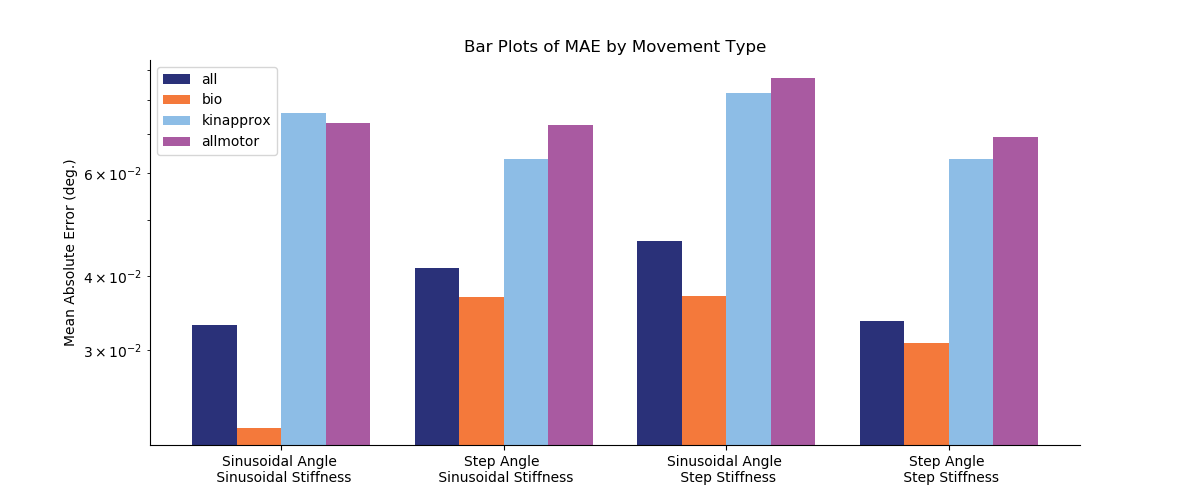 Bar Plots of MAE by Movement Type
all
bio
kinapprox
allmotor
Mean Absolute Error (deg.)
6 × 10⁻²
4 × 10⁻²
3 × 10⁻²
Sinusoidal Angle
Sinusoidal Stiffness
Step Angle
Sinusoidal Stiffness
Sinusoidal Angle
Step Stiffness
Step Angle
Step Stiffness